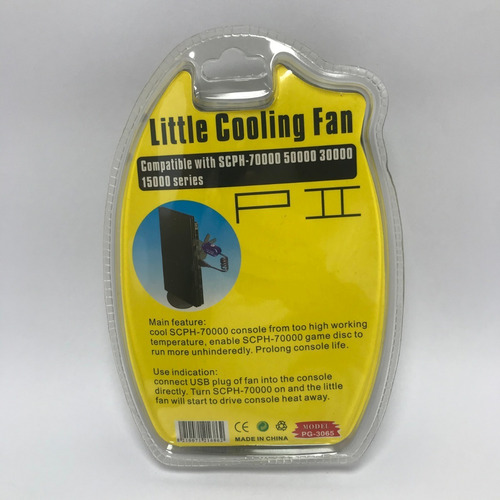 Little Cooling Fan
Compatible with SCPH-70000 50000 30000
15000 series
P II
Main feature:
cool SCPH-70000 console from too high working
temperature, enable SCPH-70000 game disc to
run more unhinderedly. Prolong console life.
Use indication:
connect USB plug of fan into the console
directly. Turn SCPH-70000 on and the little
fan will start to drive console heat away.
CE
MADE IN CHINA
MODEL
PG-3065